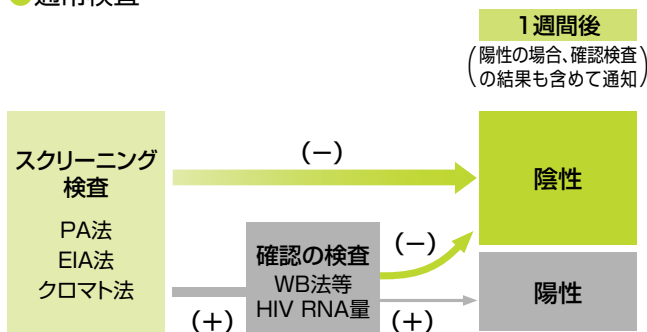 ●通常検査
1週間後
(陽性の場合、確認検査
の結果も含めて通知)
スクリーニング
検査
PA法
EIA法
クロマト法
(−)
(+)
確認の検査
WB法等
HIV RNA量
(−)
(+)
陰性
陽性